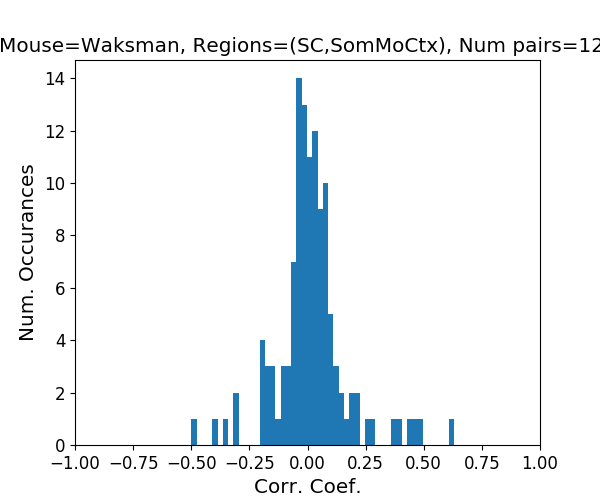 Mouse=Waksman, Regions=(SC,SomMoCtx), Num pairs=12
14
12
10
8
6
4
2
0
Num. Occurances
−1.00 −0.75 −0.50 −0.25 0.00 0.25 0.50 0.75 1.00
Corr. Coef.